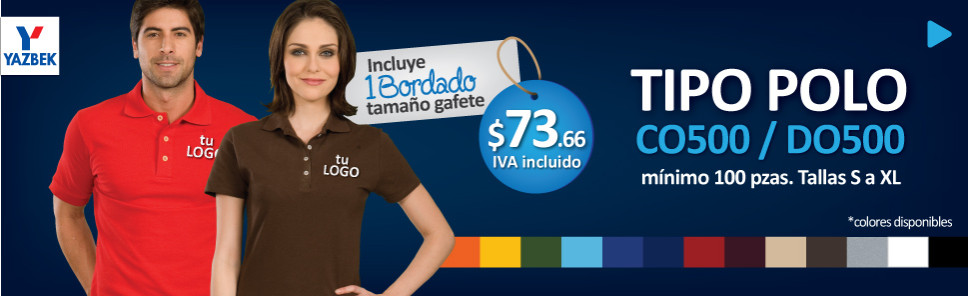 YAZBEK
tu
LOGO
tu
LOGO
Incluye
1 Bordado
tamaño gafete
$73.66
IVA incluido
TIPO POLO
CO500 / DO500
mínimo 100 pzas. Tallas S a XL
*colores disponibles